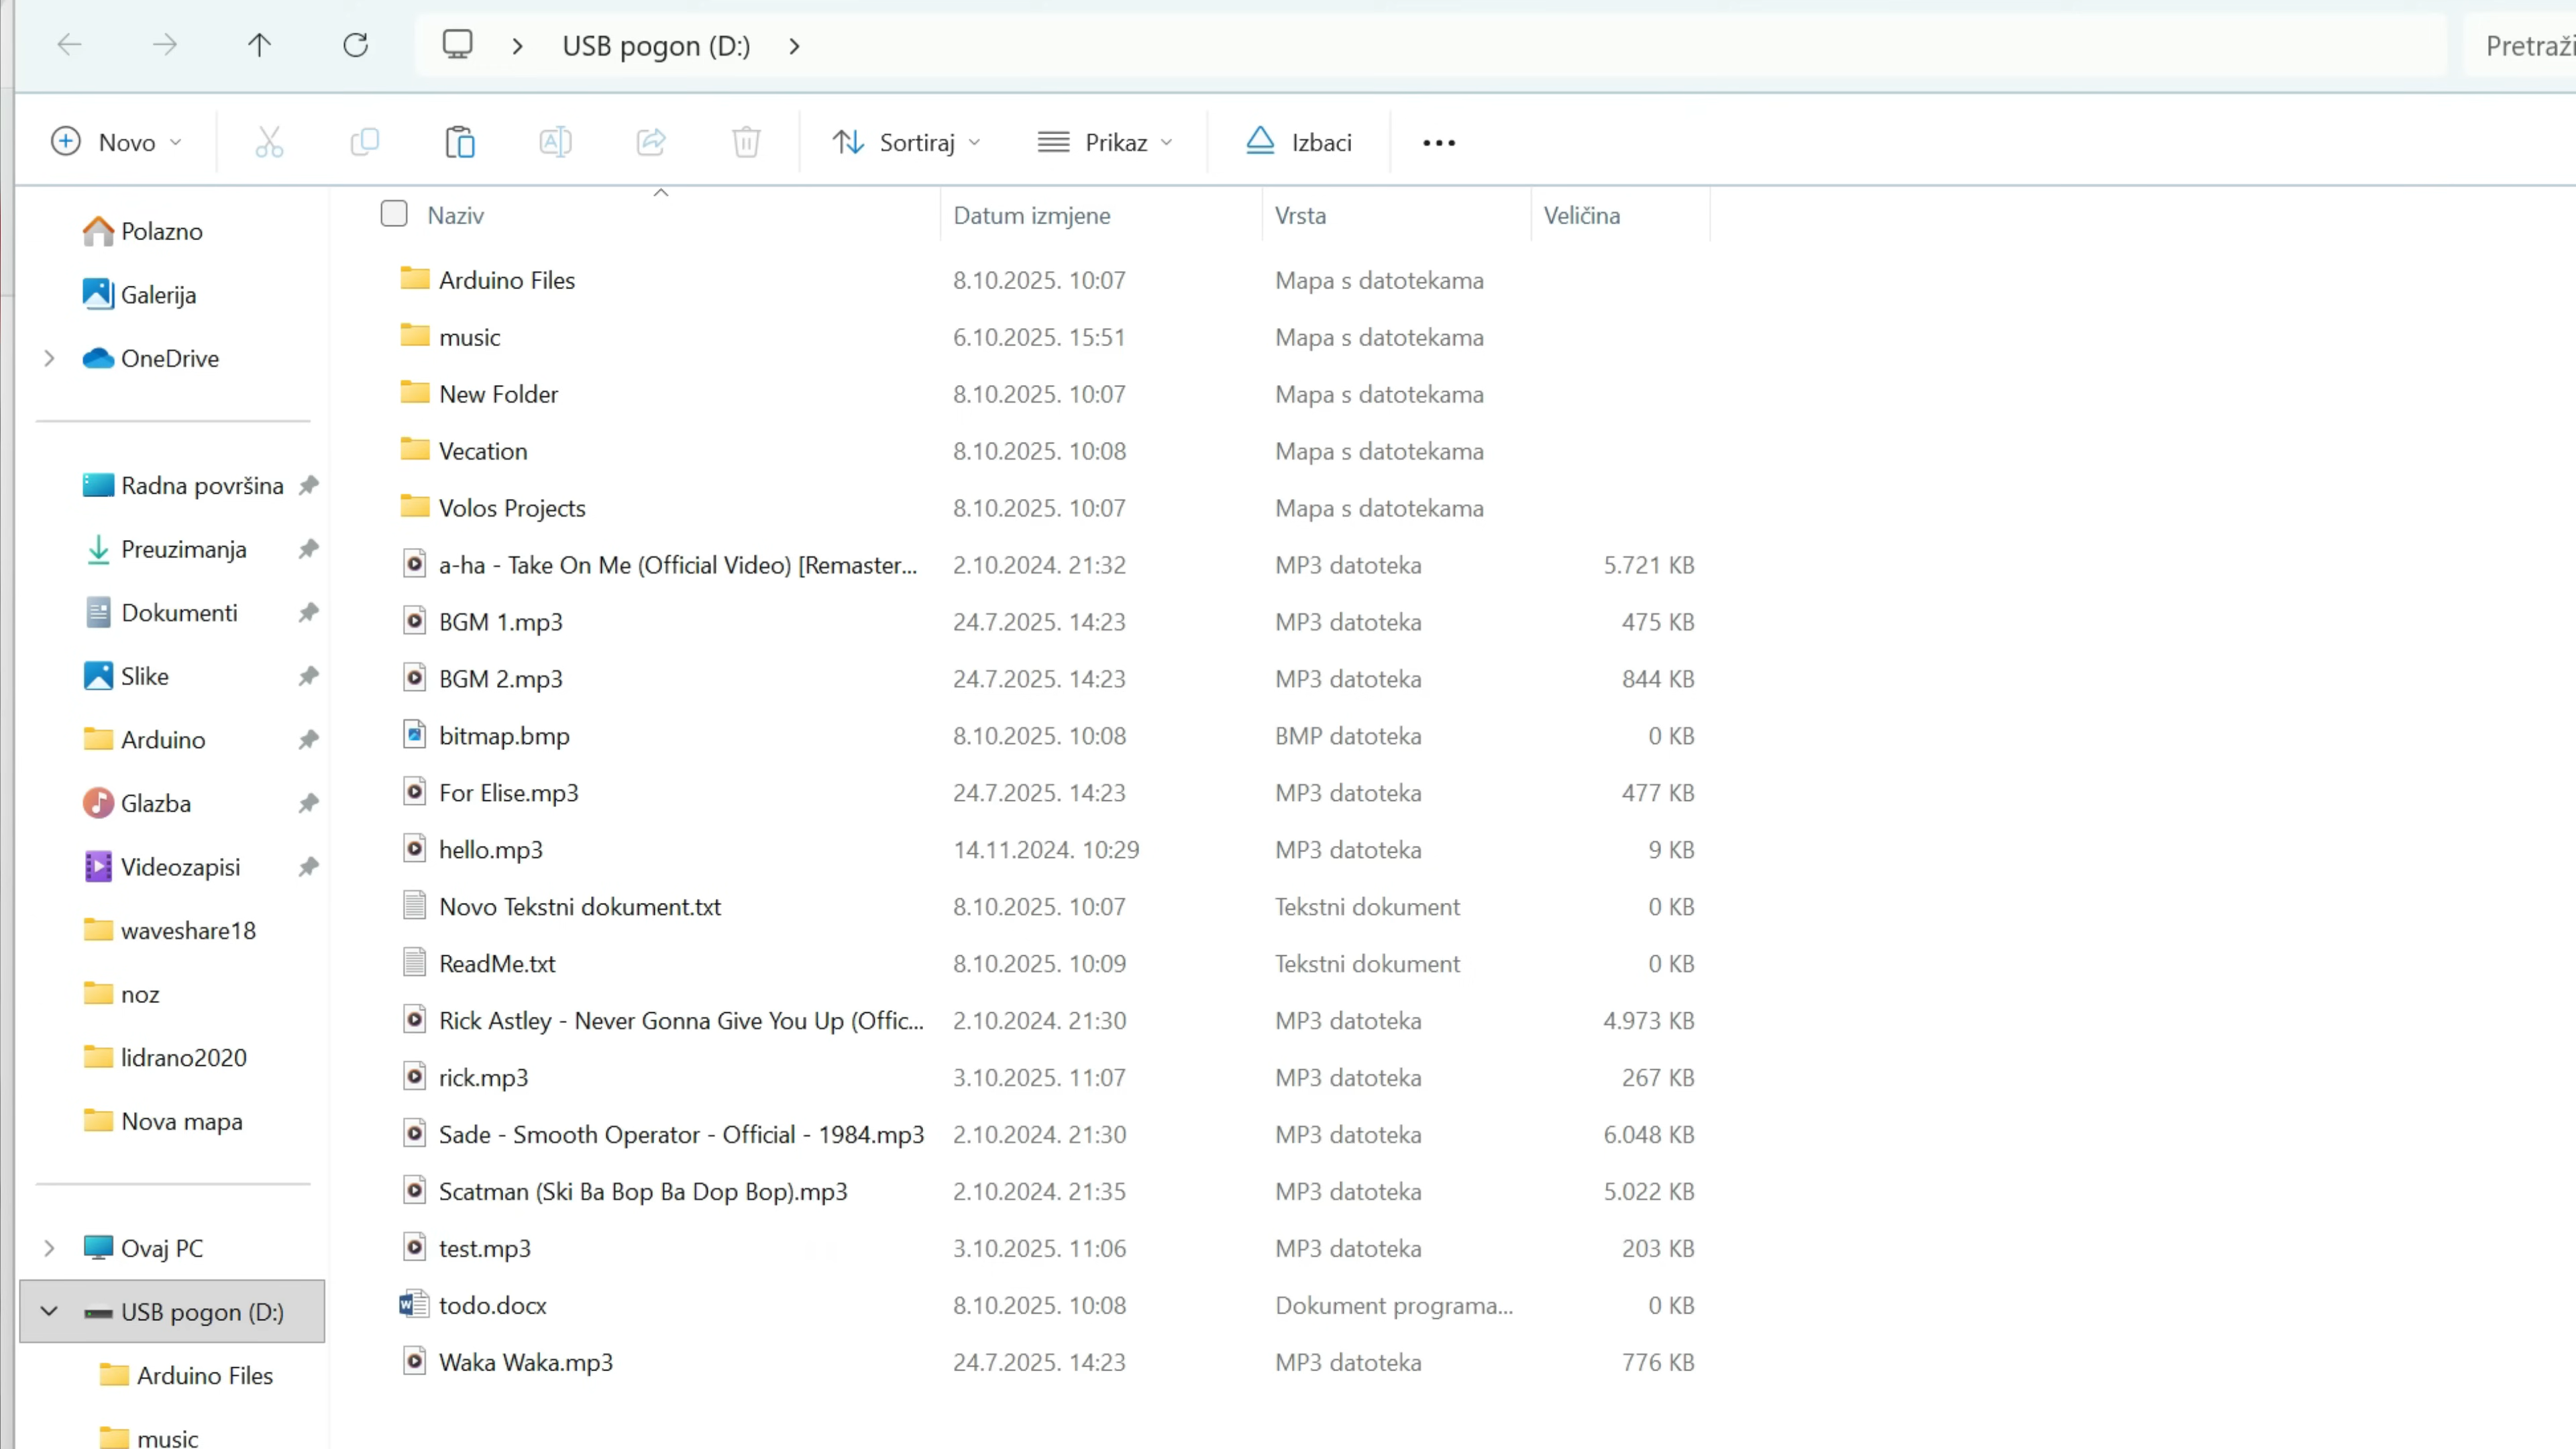 USB pogon (D:)
Pretraži
Novo
Sortiraj
Prikaz
Izbaci
Polazno
Galerija
OneDrive
Radna površina
Preuzimanja
Dokumenti
Slike
Arduino
Glazba
Videozapisi
waveshare18
noz
lidrano2020
Nova mapa
Ovaj PC
USB pogon (D:)
Arduino Files
music
Naziv Datum izmjene Vrsta Veličina
Arduino Files 8.10.2025. 10:07 Mapa s datotekama
music 6.10.2025. 15:51 Mapa s datotekama
New Folder 8.10.2025. 10:07 Mapa s datotekama
Vecation 8.10.2025. 10:08 Mapa s datotekama
Volos Projects 8.10.2025. 10:07 Mapa s datotekama
a-ha - Take On Me (Official Video) [Remaster... 2.10.2024. 21:32 MP3 datoteka 5.721 KB
BGM 1.mp3 24.7.2025. 14:23 MP3 datoteka 475 KB
BGM 2.mp3 24.7.2025. 14:23 MP3 datoteka 844 KB
bitmap.bmp 8.10.2025. 10:08 BMP datoteka 0 KB
For Elise.mp3 24.7.2025. 14:23 MP3 datoteka 477 KB
hello.mp3 14.11.2024. 10:29 MP3 datoteka 9 KB
Novo Tekstni dokument.txt 8.10.2025. 10:07 Tekstni dokument 0 KB
ReadMe.txt 8.10.2025. 10:09 Tekstni dokument 0 KB
Rick Astley - Never Gonna Give You Up (Offic... 2.10.2024. 21:30 MP3 datoteka 4.973 KB
rick.mp3 3.10.2025. 11:07 MP3 datoteka 267 KB
Sade - Smooth Operator - Official - 1984.mp3 2.10.2024. 21:30 MP3 datoteka 6.048 KB
Scatman (Ski Ba Bop Ba Dop Bop).mp3 2.10.2024. 21:35 MP3 datoteka 5.022 KB
test.mp3 3.10.2025. 11:06 MP3 datoteka 203 KB
todo.docx 8.10.2025. 10:08 Dokument programa... 0 KB
Waka Waka.mp3 24.7.2025. 14:23 MP3 datoteka 776 KB